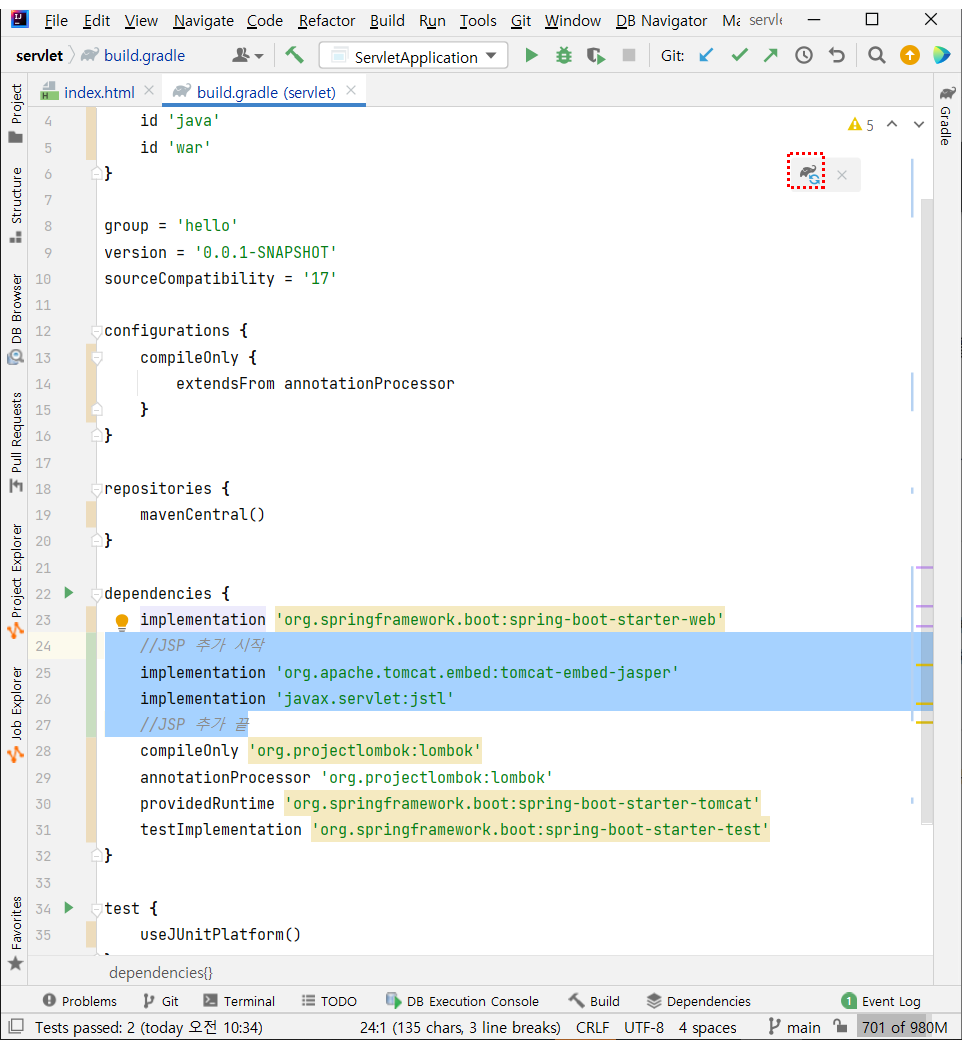 File Edit View Navigate Code Refactor Build Run Tools Git Window DB Navigator Ma servle
servlet build.gradle ServletApplication Git:
index.html build.gradle (servlet)
5
4 id 'java'
5 id 'war'
6 }
7
8 group = 'hello'
9 version = '0.0.1-SNAPSHOT'
10 sourceCompatibility = '17'
11
12 configurations {
13 compileOnly {
14 extendsFrom annotationProcessor
15 }
16 }
17
18 repositories {
19 mavenCentral()
20 }
21
22 dependencies {
23 implementation 'org.springframework.boot:spring-boot-starter-web'
24 //JSP 추가 시작
25 implementation 'org.apache.tomcat.embed:tomcat-embed-jasper'
26 implementation 'javax.servlet:jstl'
27 //JSP 추가 끝
28 compileOnly 'org.projectlombok:lombok'
29 annotationProcessor 'org.projectlombok:lombok'
30 providedRuntime 'org.springframework.boot:spring-boot-starter-tomcat'
31 testImplementation 'org.springframework.boot:spring-boot-starter-test'
32 }
33
34 test {
35 useJUnitPlatform()
dependencies{}
Project
Structure
DB Browser
Pull Requests
Project Explorer
Job Explorer
Favorites
Gradle
Problems Git Terminal TODO DB Execution Console Build Dependencies 1 Event Log
Tests passed: 2 (today 오전 10:34) 24:1 (135 chars, 3 line breaks) CRLF UTF-8 4 spaces main 701 of 980M